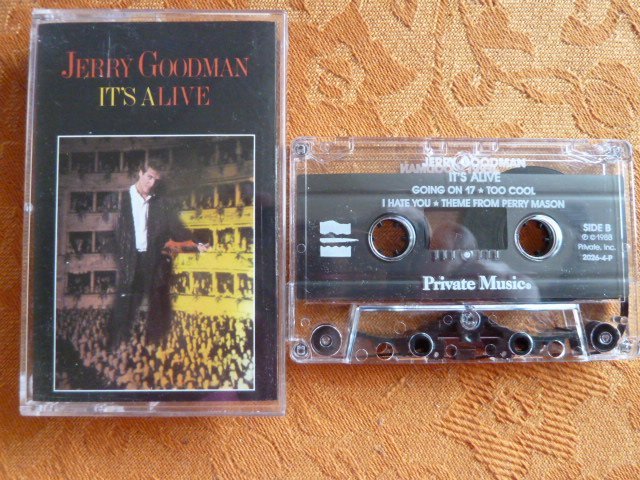 JERRY GOODMAN
IT'S ALIVE
JERRY GOODMAN
IT'S ALIVE
GOING ON 17 ★ TOO COOL
I HATE YOU ★ THEME FROM PERRY MASON
SIDE B
℗©1988
Private, Inc.
2026-4-P
Private Music®